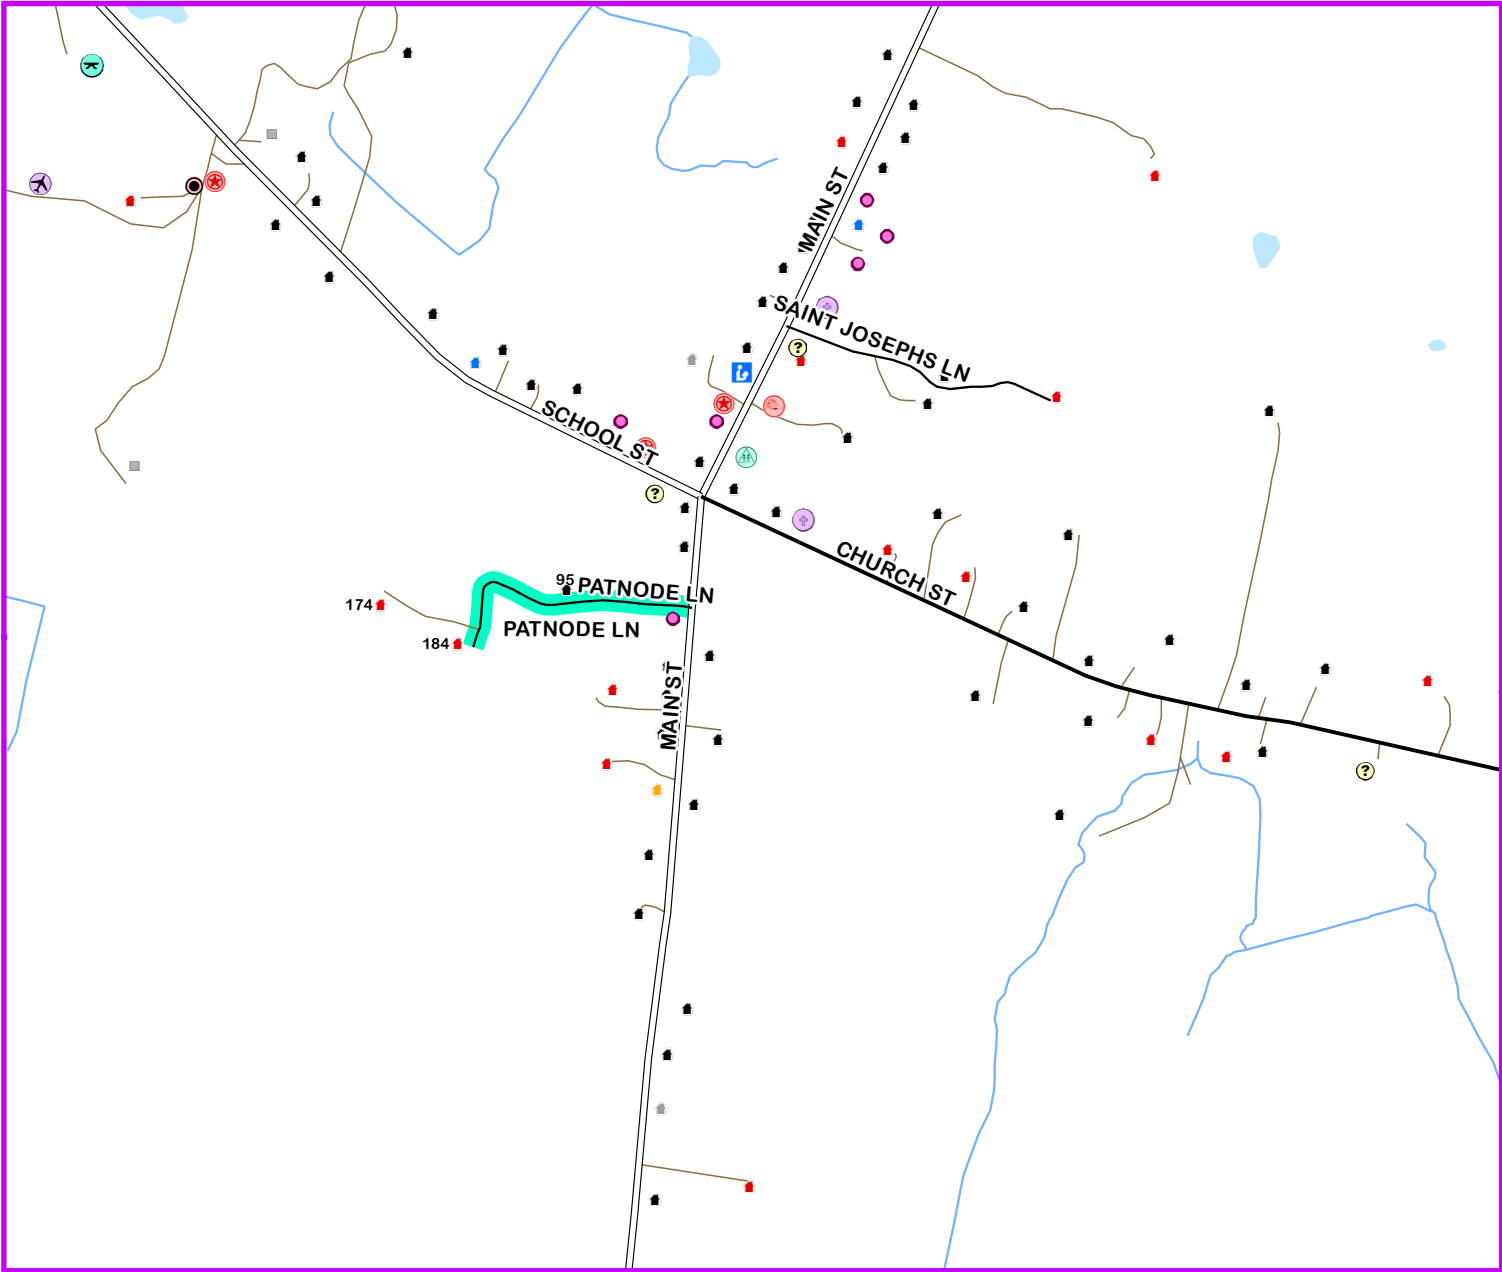 MAIN ST
SAINT JOSEPHS LN
?
SCHOOL ST
?
CHURCH ST
95
PATNODE LN
174
PATNODE LN
184
MAIN ST
?